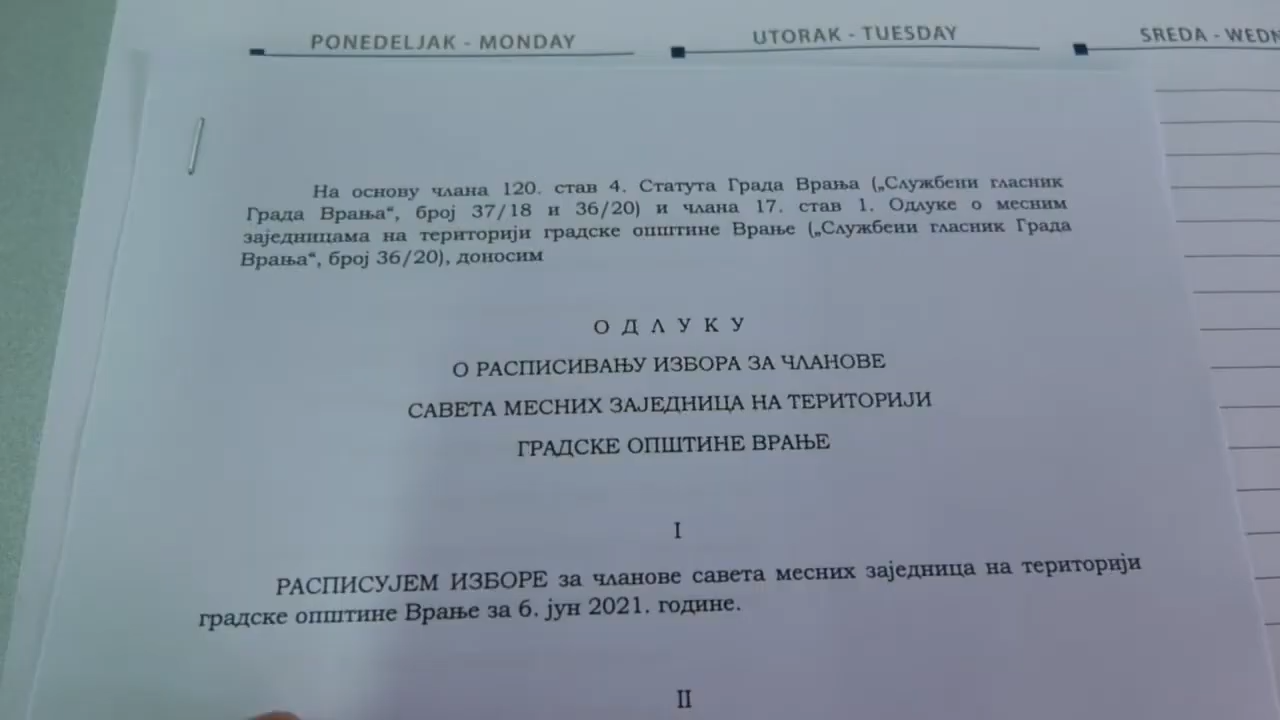 PONEDELJAK - MONDAY
UTORAK - TUESDAY
SREDA -
На основу члана 120. став 4. Статута Града Врања („Службени гласник
Града Врања“, број 37/18 и 36/20) и члана 17. став 1. Одлуке о месним
заједницама на територији градске општине Врање („Службени гласник Града
Врања“, број 36/20), доносим
О Д Л У К У
О РАСПИСИВАЊУ ИЗБОРА ЗА ЧЛАНОВЕ
САВЕТА МЕСНИХ ЗАЈЕДНИЦА НА ТЕРИТОРИЈИ
ГРАДСКЕ ОПШТИНЕ ВРАЊЕ
I
РАСПИСУЈЕМ ИЗБОРЕ за чланове савета месних заједница на територији
градске општине Врање за 6. јун 2021. године.
II